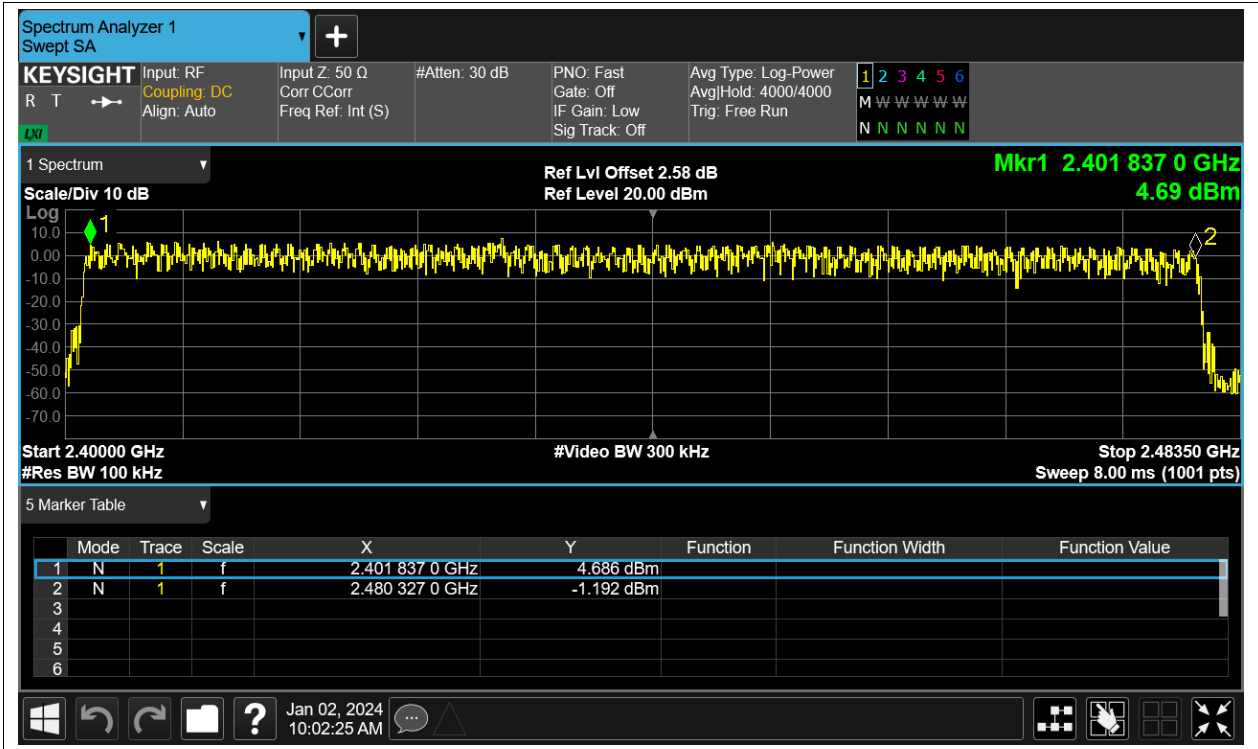 Spectrum Analyzer 1
Swept SA
+
KEYSIGHT Input: RF Input Z: 50 Ω #Atten: 30 dB PNO: Fast Avg Type: Log-Power 1 2 3 4 5 6
R T Coupling: DC Corr CCorr Gate: Off Avg|Hold: 4000/4000 M W W W W W
Align: Auto Freq Ref: Int (S) IF Gain: Low Trig: Free Run
LXI Sig Track: Off N N N N N N
1 Spectrum Ref Lvl Offset 2.58 dB Mkr1 2.401 837 0 GHz
Scale/Div 10 dB Ref Level 20.00 dBm 4.69 dBm
Log
1
10.0
2
0.00
-10.0
-20.0
-30.0
-40.0
-50.0
-60.0
-70.0
Start 2.40000 GHz #Video BW 300 kHz Stop 2.48350 GHz
#Res BW 100 kHz Sweep 8.00 ms (1001 pts)
5 Marker Table
Mode Trace Scale X Y Function Function Width Function Value
1 N 1 f 2.401 837 0 GHz 4.686 dBm
2 N 1 f 2.480 327 0 GHz -1.192 dBm
3
4
5
6
? Jan 02, 2024
10:02:25 AM